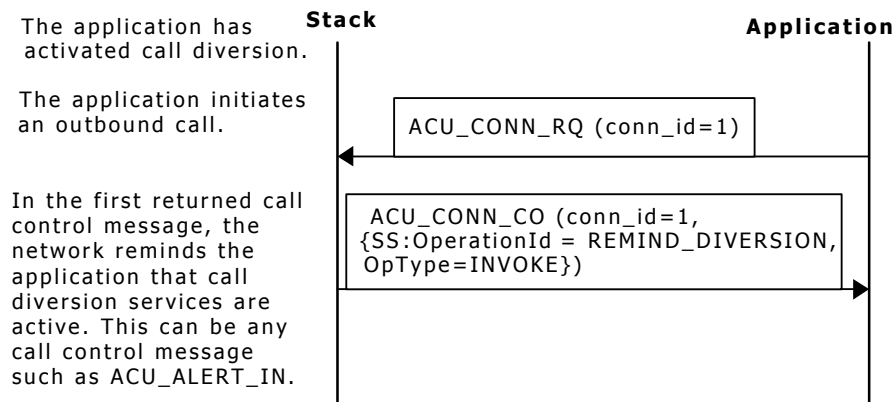 Stack
Application
The application has
activated call diversion.
The application initiates
an outbound call.
ACU_CONN_RQ (conn_id=1)
In the first returned call
control message, the
network reminds the
application that call
diversion services are
active. This can be any
call control message
such as ACU_ALERT_IN.
ACU_CONN_CO (conn_id=1,
{SS:OperationId = REMIND_DIVERSION,
OpType=INVOKE})